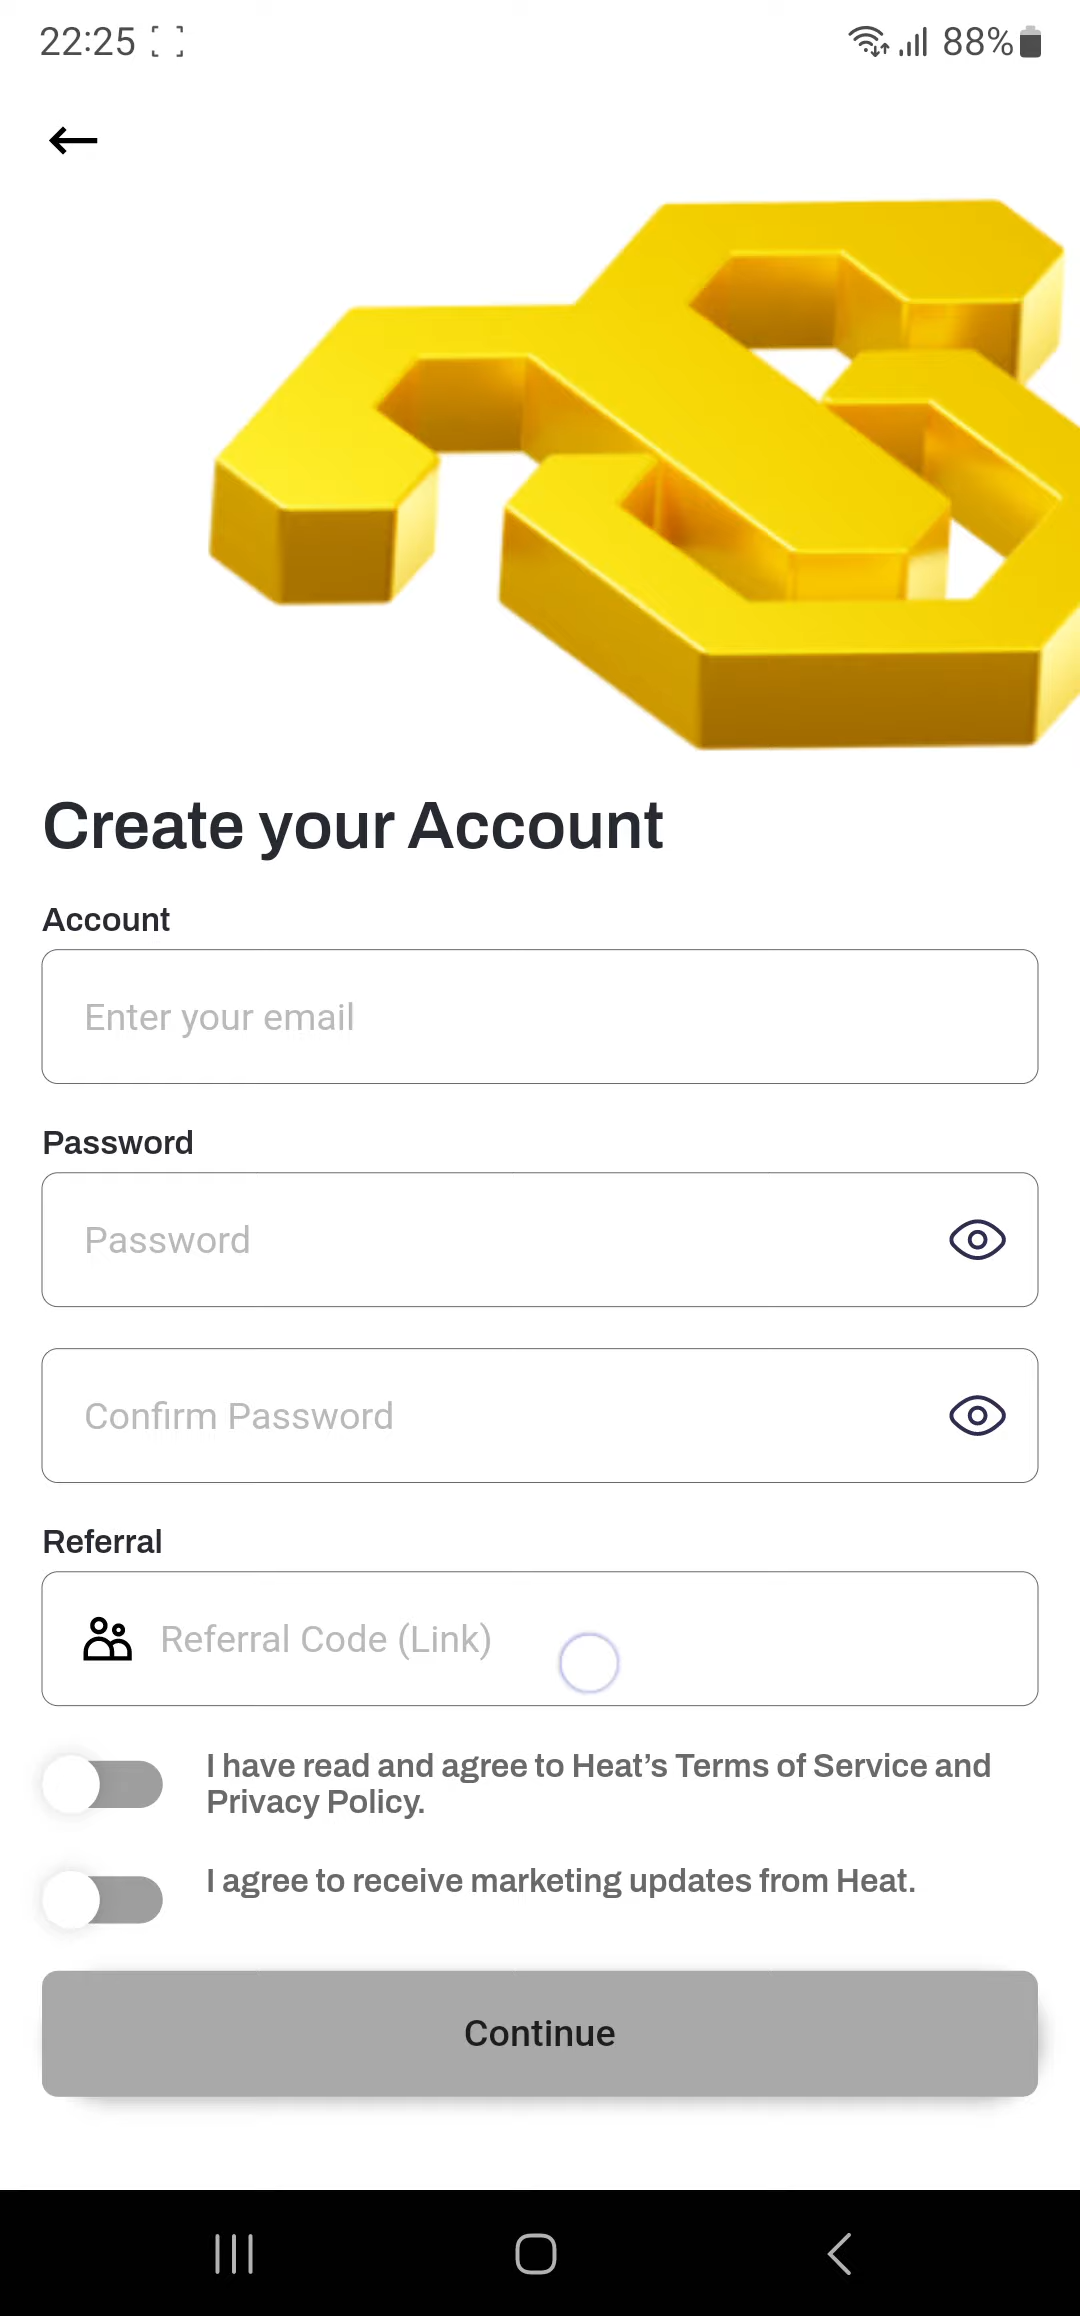 22:25
88%
Create your Account
Account
Enter your email
Password
Password
Confirm Password
Referral
Referral Code (Link)
I have read and agree to Heat’s Terms of Service and
Privacy Policy.
I agree to receive marketing updates from Heat.
Continue